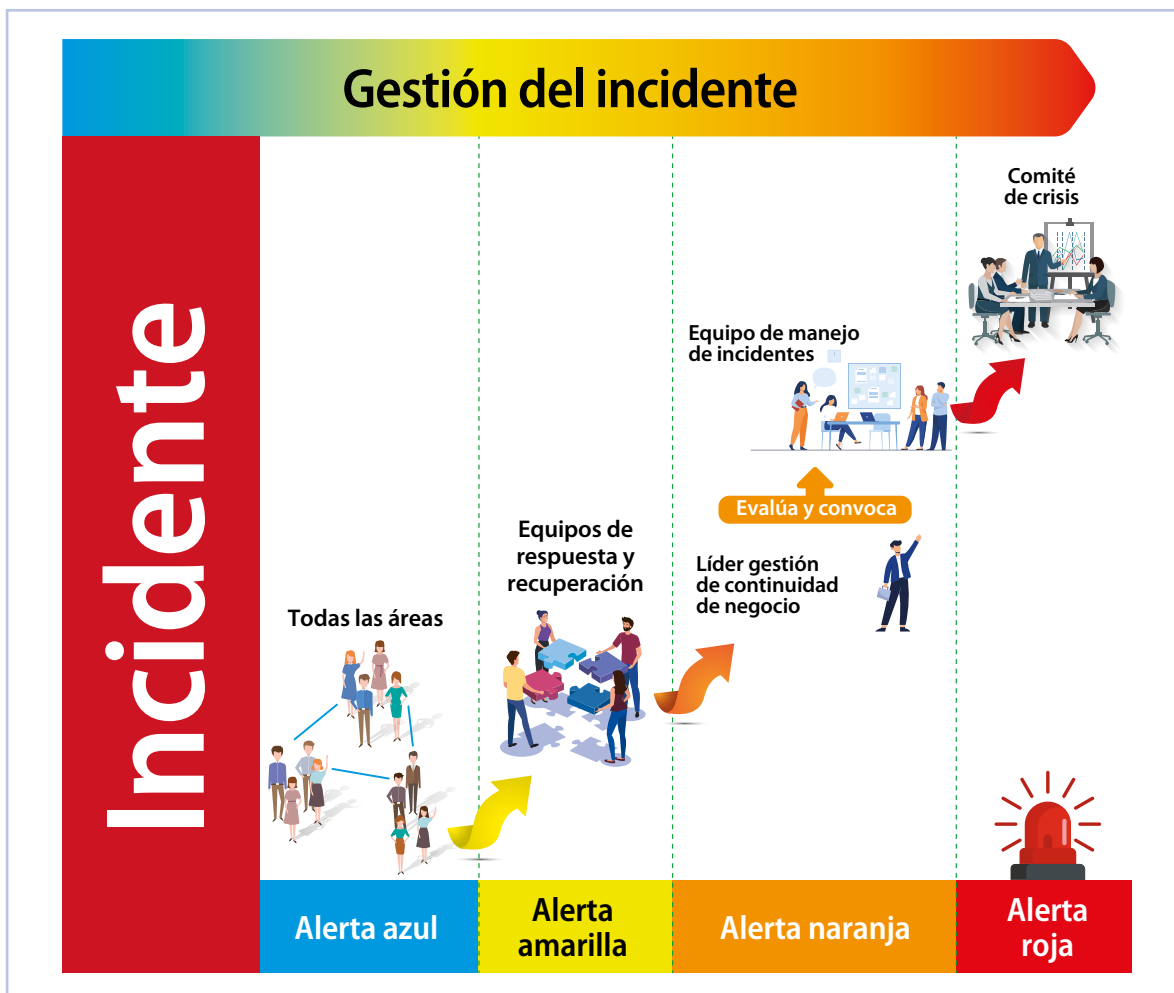 Gestión del incidente
Incidente
Todas las áreas
Equipos de
respuesta y
recuperación
Equipo de manejo
de incidentes
Evalúa y convoca
Líder gestión
de continuidad
de negocio
Comité
de crisis
Alerta azul
Alerta
amarilla
Alerta naranja
Alerta
roja